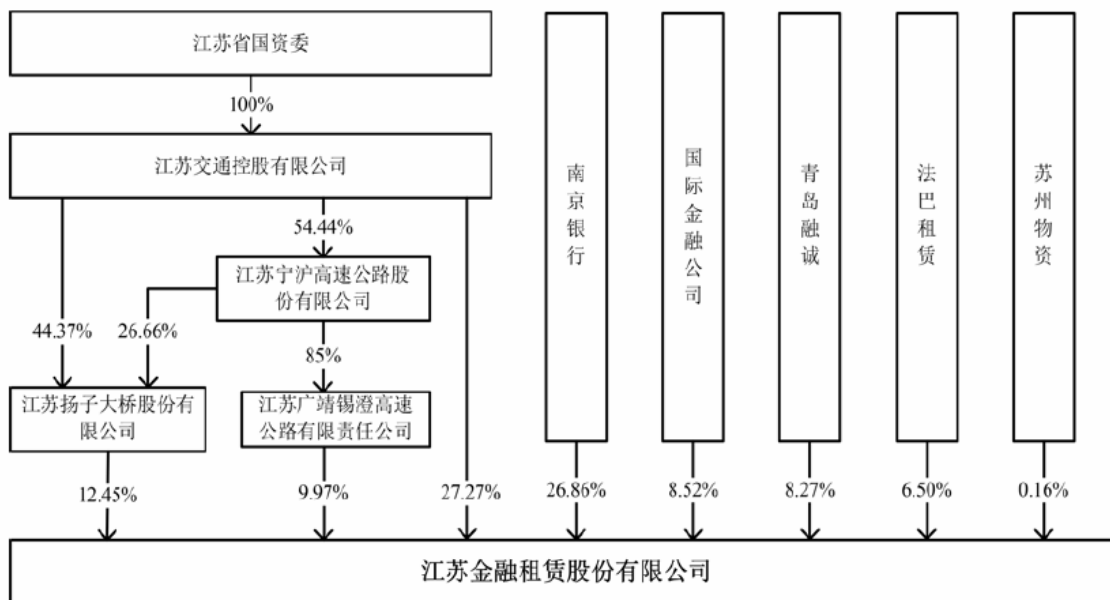 江苏省国资委
100%
江苏交通控股有限公司
54.44%
江苏宁沪高速公路股
份有限公司
44.37%
26.66%
85%
江苏扬子大桥股份有
限公司
江苏广靖锡澄高速
公路有限责任公司
南京银行
国际金融公司
青岛融诚
法巴租赁
苏州物资
12.45%
9.97%
27.27%
26.86%
8.52%
8.27%
6.50%
0.16%
江苏金融租赁股份有限公司